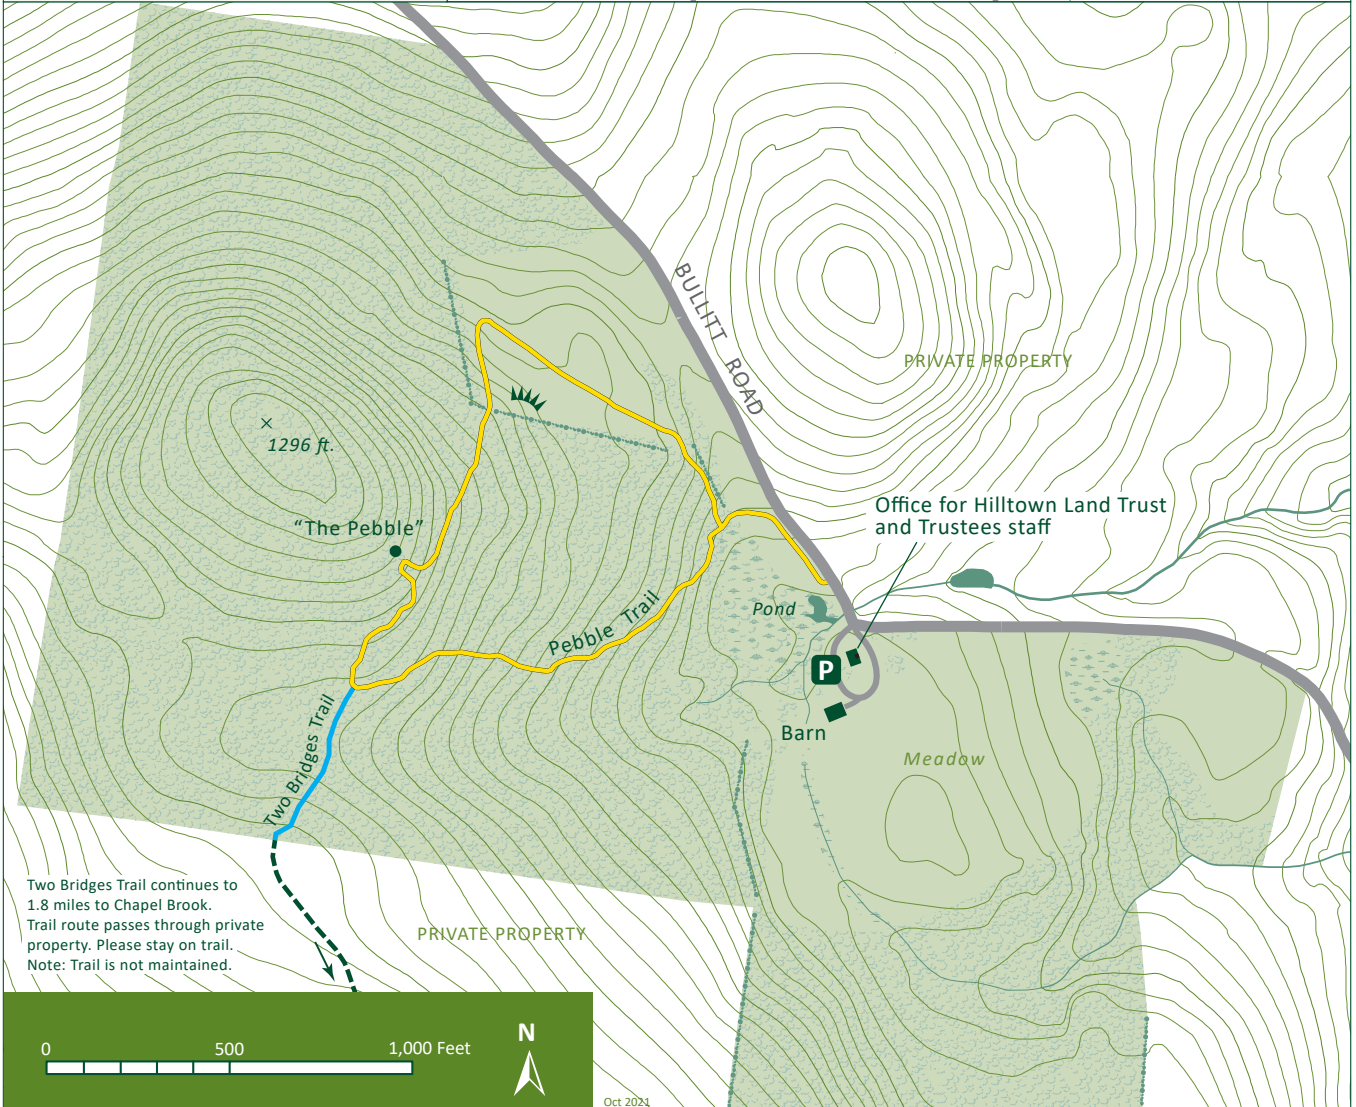 BULLITT ROAD
PRIVATE PROPERTY
1296 ft.
Office for Hilltown Land Trust
and Trustees staff
“The Pebble”
Pebble Trail
Pond
P
Two Bridges Trail
Barn
Meadow
Two Bridges Trail continues to
1.8 miles to Chapel Brook.
Trail route passes through private
property. Please stay on trail.
Note: Trail is not maintained.
PRIVATE PROPERTY
N
0 500 1,000 Feet
Oct 2021